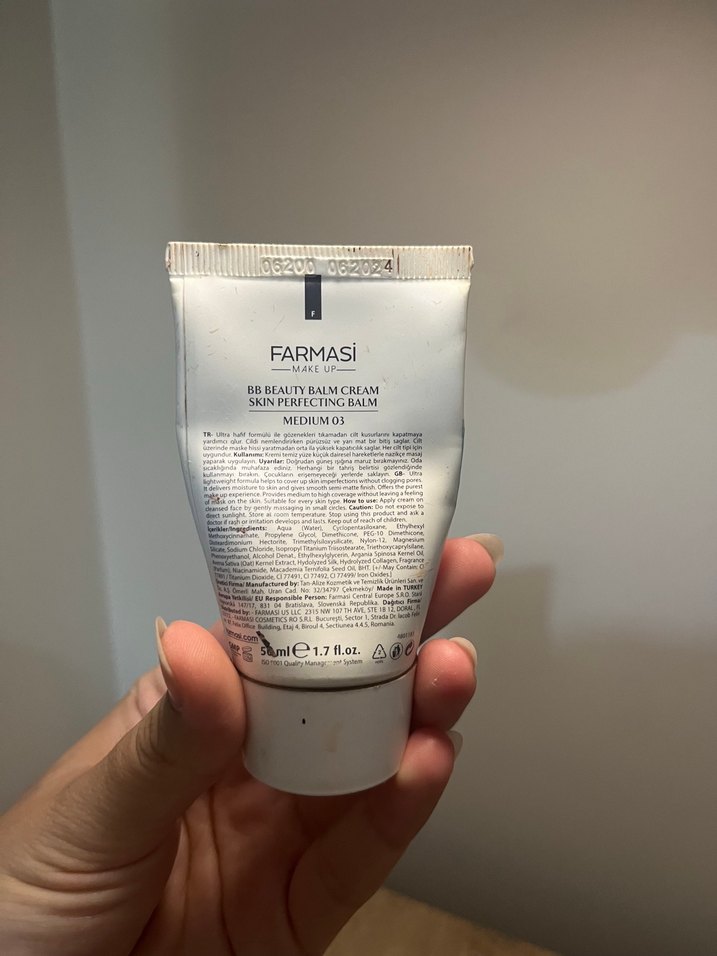 06200 062024
F
FARMASİ
MAKE UP
BB BEAUTY BALM CREAM
SKIN PERFECTING BALM
MEDIUM 03
TR- Ultra hafif formülü ile gözenekleri tıkamadan cilt kusurlarını kapatmaya
yardımcı olur. Cildi nemlendirirken pürüzsüz ve yarı mat bir bitiş sağlar. Cilt
üzerinde maske hissi yaratmadan orta ila yüksek kapatıcılık sağlar. Her cilt tipi için
uygundur. Kullanımı: Kremi temiz yüze küçük dairesel hareketlerle nazikçe masaj
yaparak uygulayın. Uyarılar: Doğrudan güneş ışığına maruz bırakmayınız. Oda
sıcaklığında muhafaza ediniz. Herhangi bir tahriş belirtisi gözlendiğinde
kullanmayı bırakın. Çocukların erişemeyeceği yerlerde saklayın. GB- Ultra
lightweight formula helps to cover up skin imperfections without clogging pores.
It delivers moisture to skin and gives smooth semi-matte finish. Offers the purest
make up experience. Provides medium to high coverage without leaving a feeling
of mask on the skin. Suitable for every skin type. How to use: Apply cream on
cleansed face by gently massaging in small circles. Caution: Do not expose to
direct sunlight. Store at room temperature. Stop using this product and ask a
doctor if rash or irritation develops and lasts. Keep out of reach of children.
İçerikler/Ingredients: Aqua (Water), Cyclopentasiloxane, Ethylhexyl
Methoxycinnamate, Propylene Glycol, Dimethicone, PEG-10 Dimethicone,
Disteardimonium Hectorite, Trimethylsiloxysilicate, Nylon-12, Magnesium
Silicate, Sodium Chloride, Isopropyl Titanium Triisostearate, Triethoxycaprylylsilane,
Phenoxyethanol, Alcohol Denat., Ethylhexylglycerin, Argania Spinosa Kernel Oil,
Avena Sativa (Oat) Kernel Extract, Hydrolyzed Silk, Hydrolyzed Collagen, Fragrance
(Parfum), Niacinamide, Macadamia Ternifolia Seed Oil, BHT. [+/-May Contain: CI
/ Titanium Dioxide, CI 77491, CI 77492, CI 77499/ Iron Oxides.]
Üretici Firma/ Manufactured by: Tan-Alize Kozmetik ve Temizlik Ürünleri San. ve
A.Ş. Ömerli Mah. Uran Cad. No: 32/34797 Çekmeköy/ Made in TURKEY
Yetkilisi/ EU Responsible Person: Farmasi Central Europe S.R.O. Stará
147/17, 831 04 Bratislava, Slovenská Republika. Dağıtıcı Firma/
by: - FARMASI US LLC 2315 NW 107 TH AVE, STE 1B 12, DORAL, FL
- FARMASI COSMETICS RO S.R.L. Bucureşti, Sector 1, Strada Dr. Iacob Felix
Felix Office Building, Etaj 4, Biroul 4, Sectiunea 4.4.5, Romania.
farmasi.com
4801181
GMP 50 ml e 1.7 fl.oz.
ISO 9001 Quality Management System